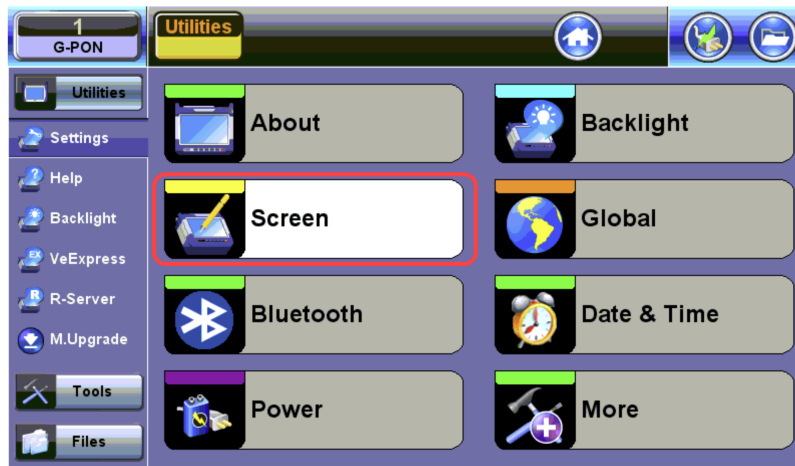 1
G-PON
Utilities
Utilities
Settings
? Help
Backlight
EX VeExpress
R R-Server
M.Upgrade
Tools
Files
About
Backlight
Screen
Global
Bluetooth
Date & Time
Power
More